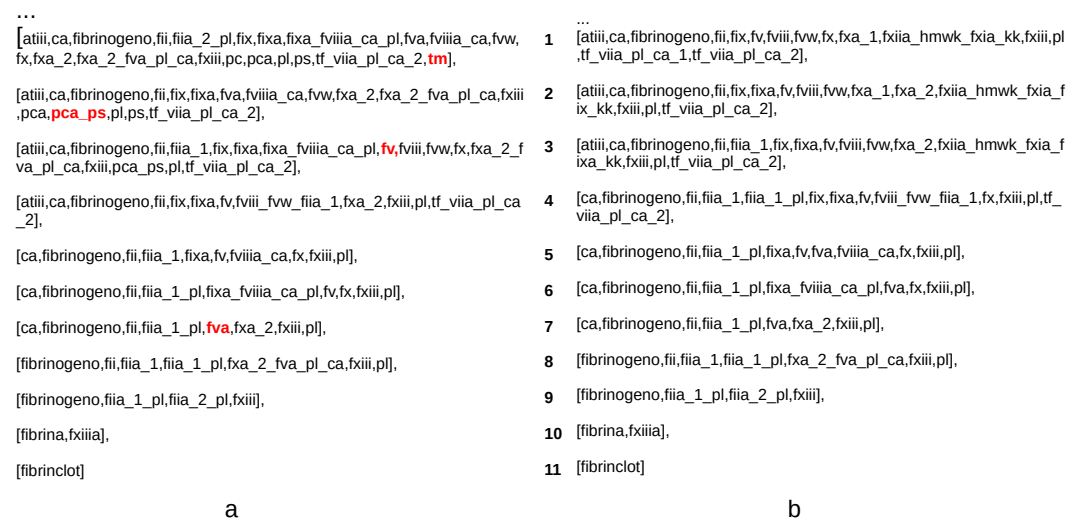 ...
[atiii,ca,fibrinogeno,fii,fiia_2_pl,fix,fixa,fixa_fviiia_ca_pl,fva,fviiia_ca,fvw,
fx,fxa_2,fxa_2_fva_pl_ca,fxiii,pc,pca,pl,ps,tf_viia_pl_ca_2,tm],
[atiii,ca,fibrinogeno,fii,fix,fixa,fva,fviiia_ca,fvw,fxa_2,fxa_2_fva_pl_ca,fxiii
,pca,pca_ps,pl,ps,tf_viia_pl_ca_2],
[atiii,ca,fibrinogeno,fii,fiia_1,fix,fixa,fixa_fviiia_ca_pl,fv,fviii,fvw,fx,fxa_2_f
va_pl_ca,fxiii,pca_ps,pl,tf_viia_pl_ca_2],
[atiii,ca,fibrinogeno,fii,fix,fixa,fv,fviii_fvw_fiia_1,fxa_2,fxiii,pl,tf_viia_pl_ca
_2],
[ca,fibrinogeno,fii,fiia_1,fixa,fv,fviiia_ca,fx,fxiii,pl],
[ca,fibrinogeno,fii,fiia_1_pl,fixa_fviiia_ca_pl,fv,fx,fxiii,pl],
[ca,fibrinogeno,fii,fiia_1_pl,fva,fxa_2,fxiii,pl],
[fibrinogeno,fii,fiia_1,fiia_1_pl,fxa_2_fva_pl_ca,fxiii,pl],
[fibrinogeno,fiia_1_pl,fiia_2_pl,fxiii],
[fibrina,fxiiia],
[fibrinclot]
a
...
1 [atiii,ca,fibrinogeno,fii,fix,fv,fviii,fvw,fx,fxa_1,fxiia_hmwk_fxia_kk,fxiii,pl
,tf_viia_pl_ca_1,tf_viia_pl_ca_2],
2 [atiii,ca,fibrinogeno,fii,fix,fixa,fv,fviii,fvw,fxa_1,fxa_2,fxiia_hmwk_fxia_f
ix_kk,fxiii,pl,tf_viia_pl_ca_2],
3 [atiii,ca,fibrinogeno,fii,fiia_1,fix,fixa,fv,fviii,fvw,fxa_2,fxiia_hmwk_fxia_f
ixa_kk,fxiii,pl,tf_viia_pl_ca_2],
4 [ca,fibrinogeno,fii,fiia_1,fiia_1_pl,fix,fixa,fv,fviii_fvw_fiia_1,fx,fxiii,pl,tf_
viia_pl_ca_2],
5 [ca,fibrinogeno,fii,fiia_1_pl,fixa,fv,fva,fviiia_ca,fx,fxiii,pl],
6 [ca,fibrinogeno,fii,fiia_1_pl,fixa_fviiia_ca_pl,fva,fx,fxiii,pl],
7 [ca,fibrinogeno,fii,fiia_1_pl,fva,fxa_2,fxiii,pl],
8 [fibrinogeno,fii,fiia_1,fiia_1_pl,fxa_2_fva_pl_ca,fxiii,pl],
9 [fibrinogeno,fiia_1_pl,fiia_2_pl,fxiii],
10 [fibrina,fxiiia],
11 [fibrinclot]
b